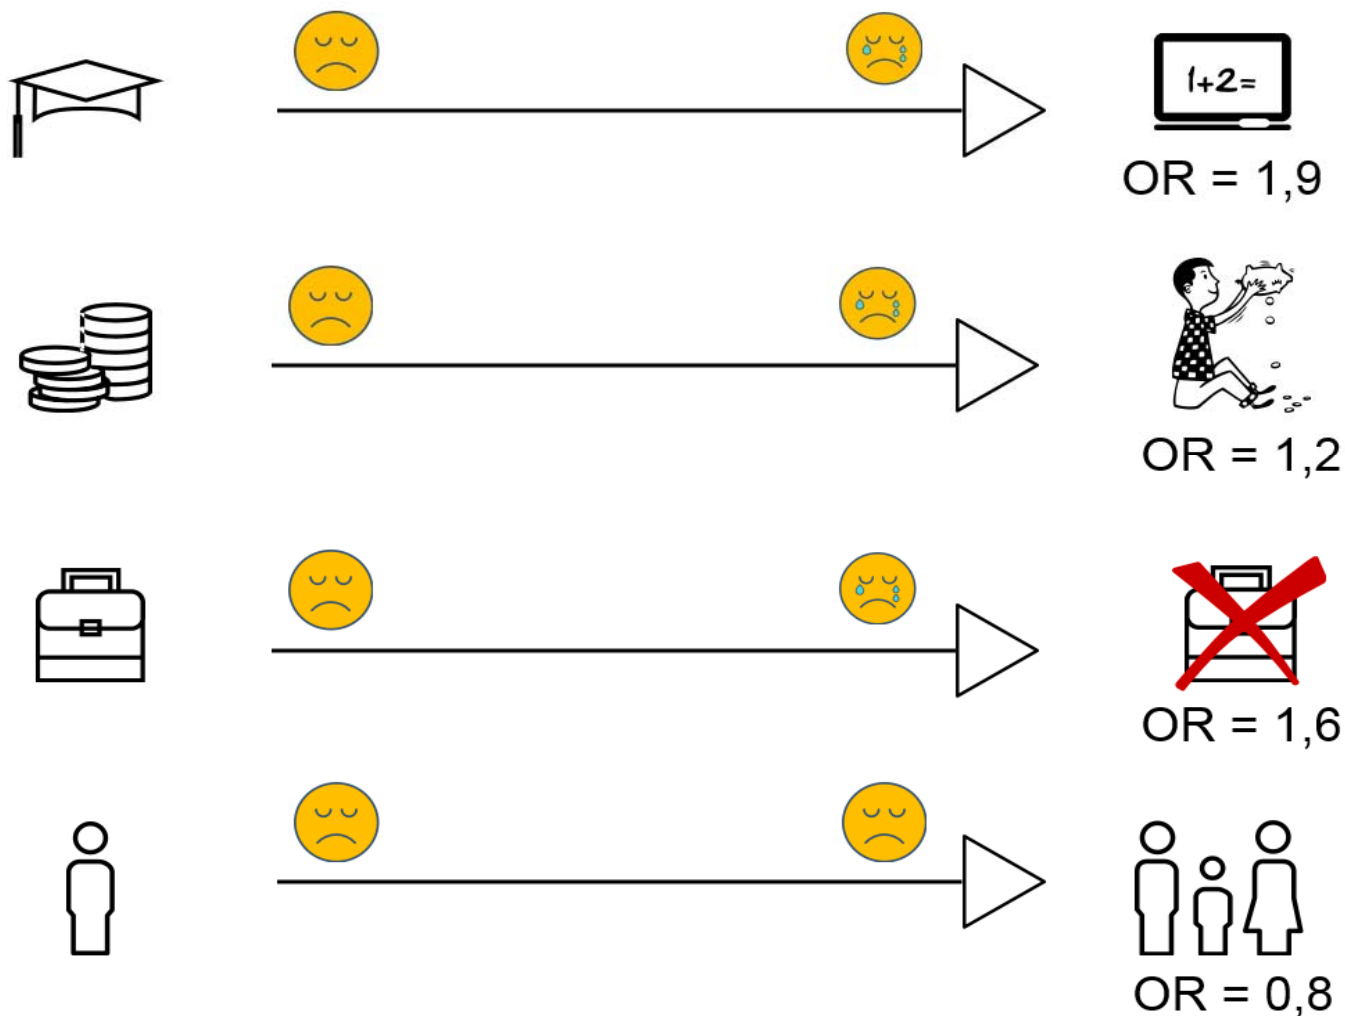 1+2=
OR = 1,9
OR = 1,2
OR = 1,6
OR = 0,8